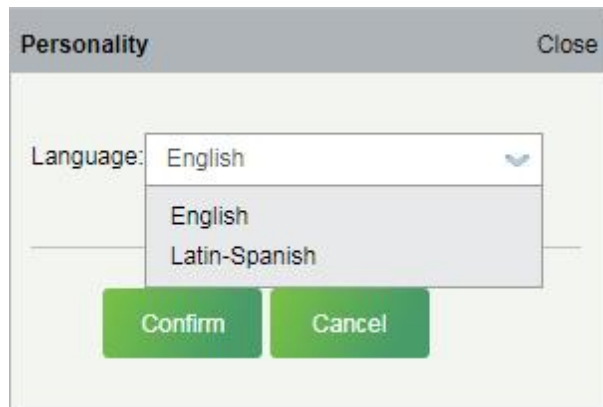 Personality Close
Language: English
English
Latin-Spanish
Confirm Cancel